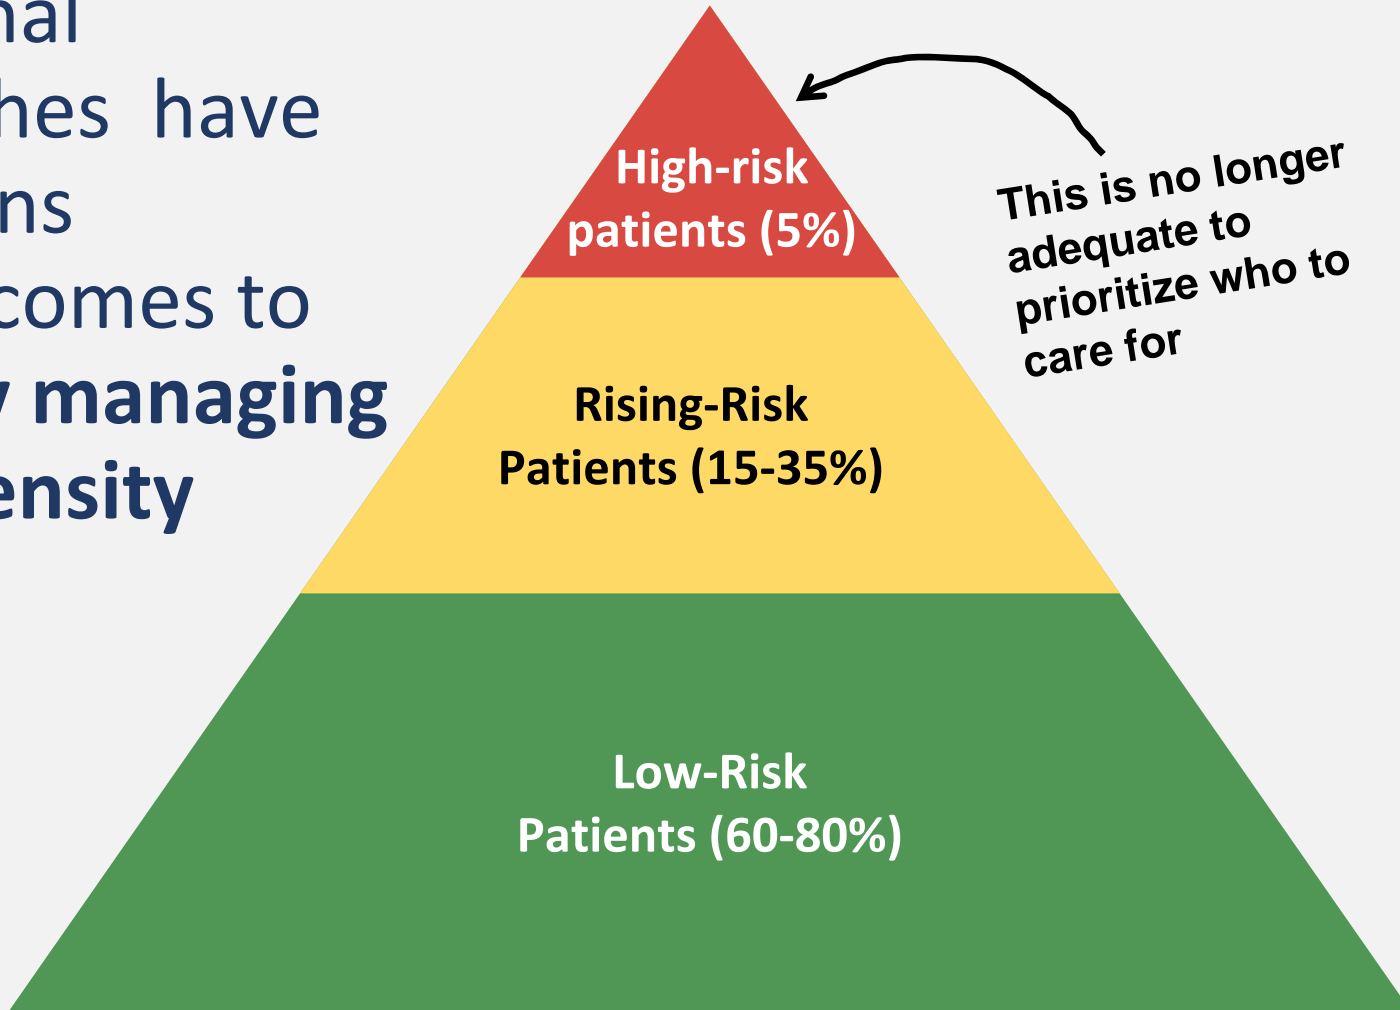 nal
hes have
ns
comes to
managing
ensity
High-risk
patients (5%)
This is no longer
adequate to
prioritize who to
care for
Rising-Risk
Patients (15-35%)
Low-Risk
Patients (60-80%)